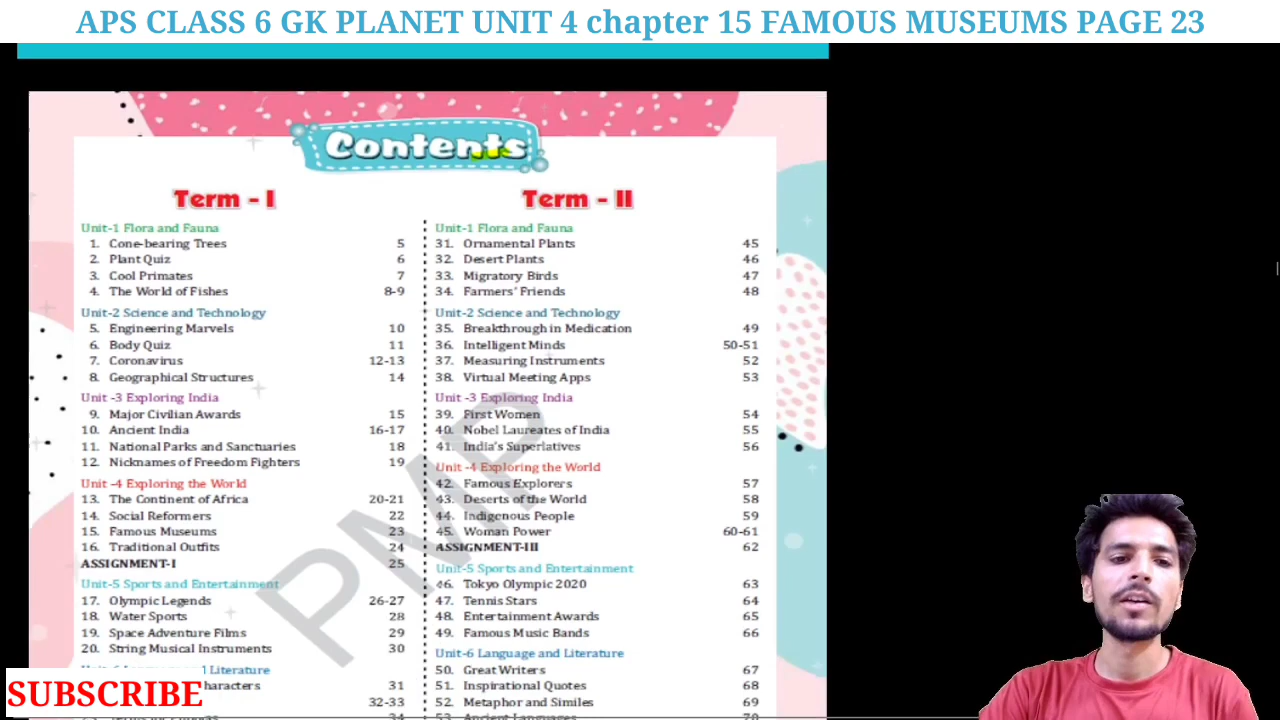 APS CLASS 6 GK PLANET UNIT 4 chapter 15 FAMOUS MUSEUMS PAGE 23
Contents
Term - I
Unit-1 Flora and Fauna
1. Cone-bearing Trees 5
2. Plant Quiz 6
3. Cool Primates 7
4. The World of Fishes 8-9
Unit-2 Science and Technology
5. Engineering Marvels 10
6. Body Quiz 11
7. Coronavirus 12-13
8. Geographical Structures 14
Unit -3 Exploring India
9. Major Civilian Awards 15
10. Ancient India 16-17
11. National Parks and Sanctuaries 18
12. Nicknames of Freedom Fighters 19
Unit -4 Exploring the World
13. The Continent of Africa 20-21
14. Social Reformers 22
15. Famous Museums 23
16. Traditional Outfits 24
ASSIGNMENT-I 25
Unit-5 Sports and Entertainment
17. Olympic Legends 26-27
18. Water Sports 28
19. Space Adventure Films 29
20. String Musical Instruments 30
Literature
haracters 31
32-33
Term - II
Unit-1 Flora and Fauna
31. Ornamental Plants 45
32. Desert Plants 46
33. Migratory Birds 47
34. Farmers' Friends 48
Unit-2 Science and Technology
35. Breakthrough in Medication 49
36. Intelligent Minds 50-51
37. Measuring Instruments 52
38. Virtual Meeting Apps 53
Unit -3 Exploring India
39. First Women 54
40. Nobel Laureates of India 55
41. India's Superlatives 56
Unit -4 Exploring the World
42. Famous Explorers 57
43. Deserts of the World 58
44. Indigenous People 59
45. Woman Power 60-61
ASSIGNMENT-III 62
Unit-5 Sports and Entertainment
46. Tokyo Olympic 2020 63
47. Tennis Stars 64
48. Entertainment Awards 65
49. Famous Music Bands 66
Unit-6 Language and Literature
50. Great Writers 67
51. Inspirational Quotes 68
52. Metaphor and Similes 69
53. Ancient Languages 70
PMP
SUBSCRIBE